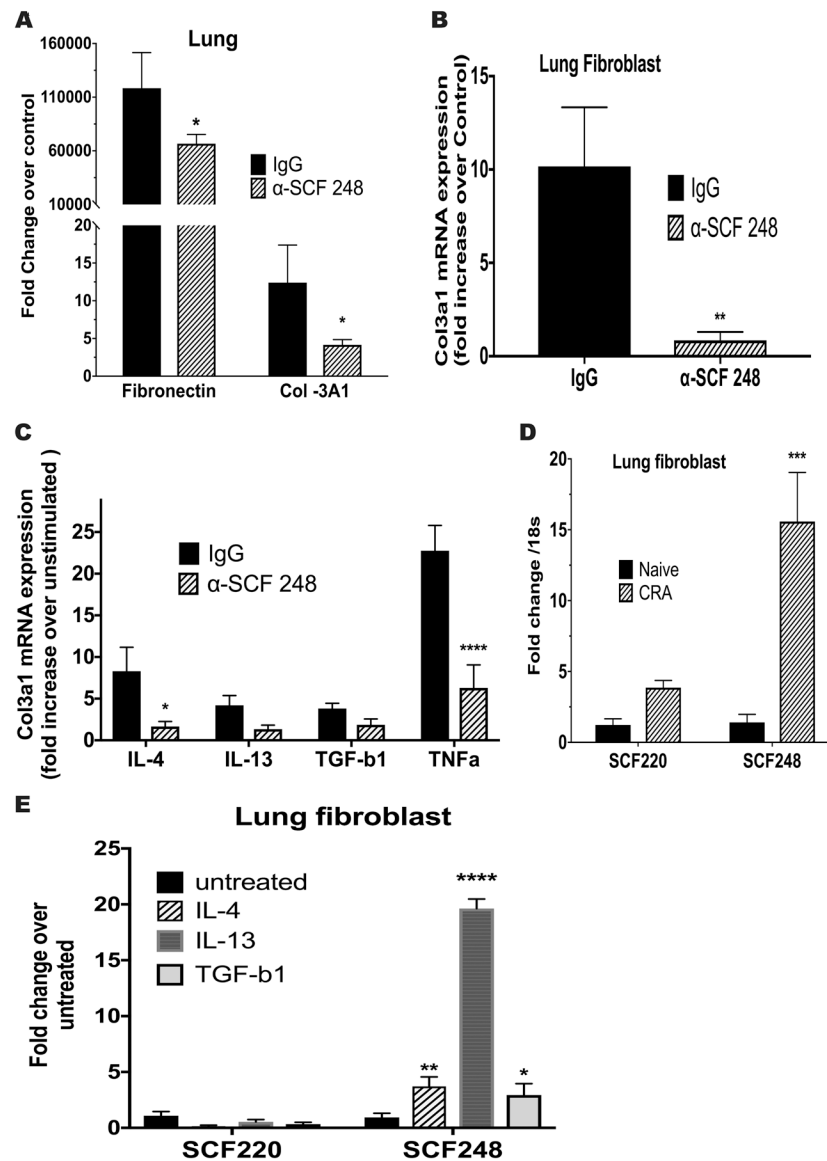 A
Lung
Fold Change over control
160000
110000
60000
10000
20
15
10
5
0
*
*
IgG
α-SCF 248
Fibronectin
Col -3A1
B
Lung Fibroblast
Col3a1 mRNA expression
(fold increase over Control)
15
10
5
0
**
IgG
α-SCF 248
IgG
α-SCF 248
C
Col3a1 mRNA expression
(fold increase over unstimulated )
25
20
15
10
5
0
IgG
α-SCF 248
*
****
IL-4
IL-13
TGF-b1
TNFa
D
Lung fibroblast
Fold change /18s
20
15
10
5
0
***
Naive
CRA
SCF220
SCF248
E
Lung fibroblast
Fold change over
untreated
25
20
15
10
5
0
untreated
IL-4
IL-13
TGF-b1
**
****
*
SCF220
SCF248